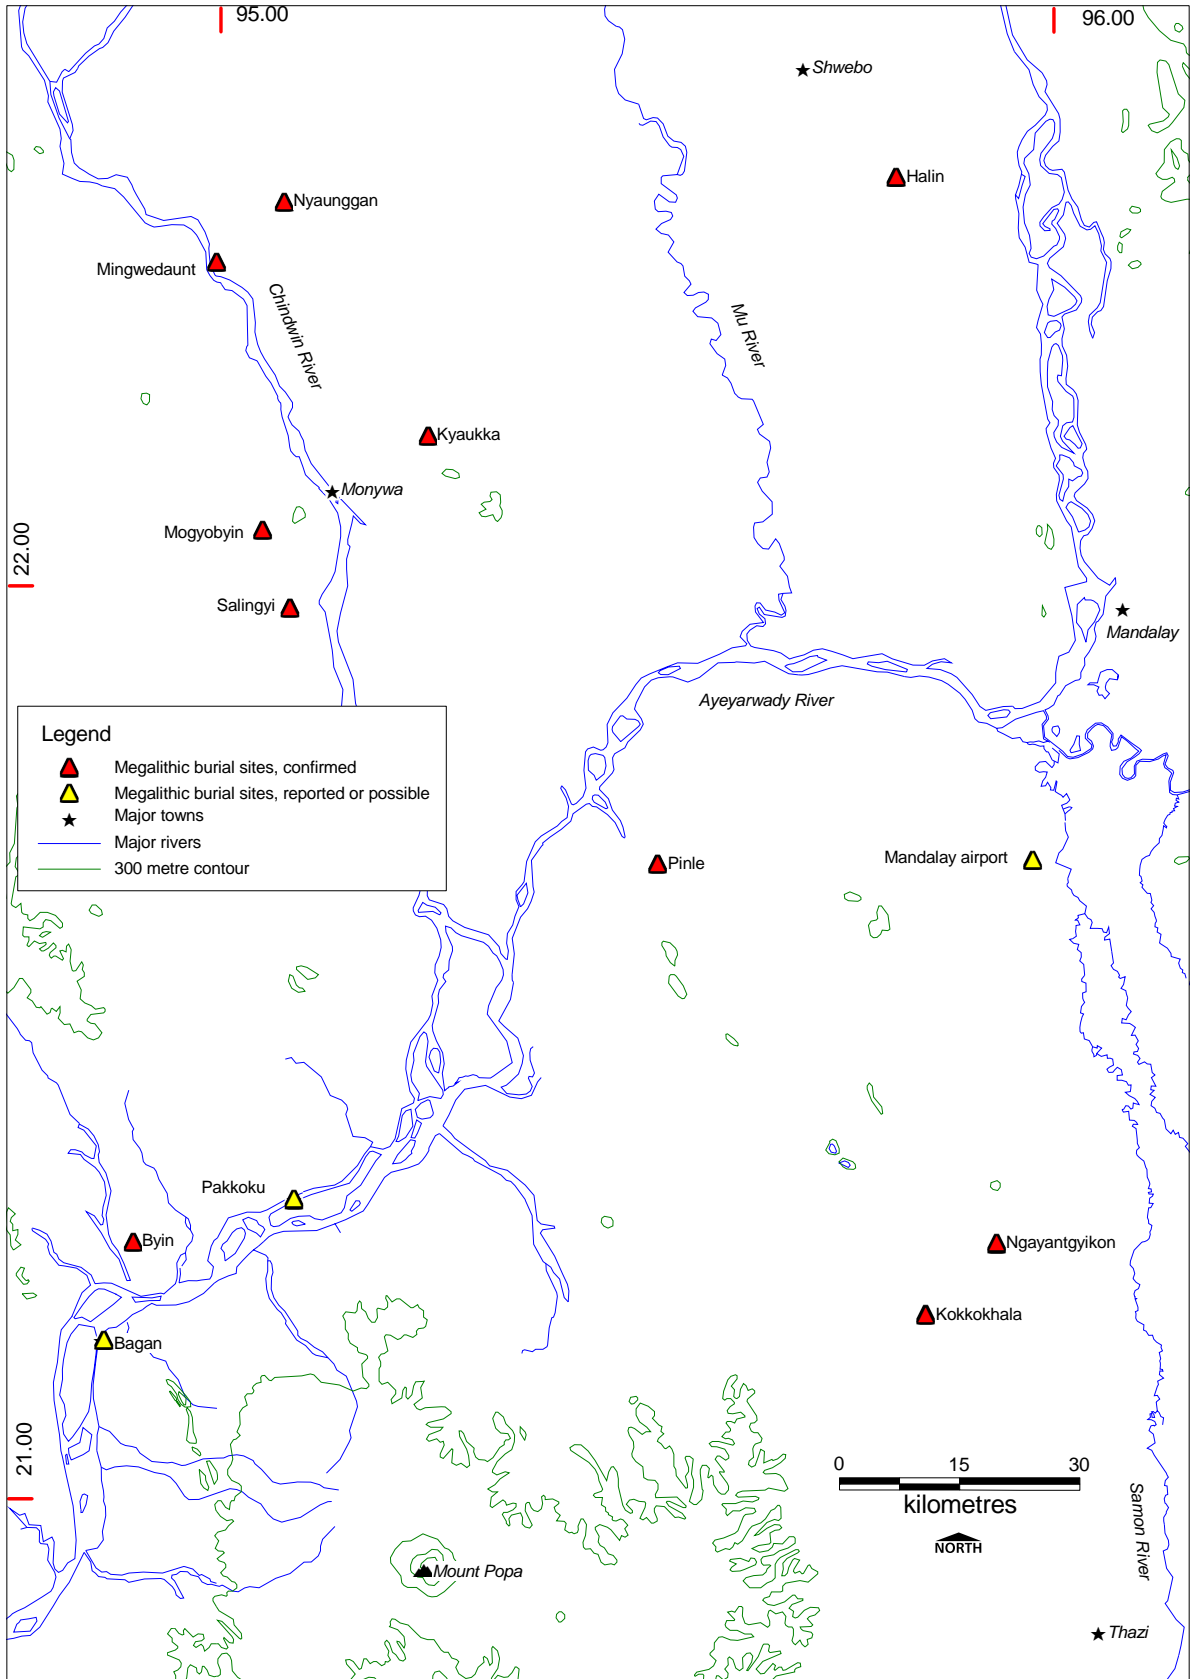 95.00
96.00
Shwebo
Halin
Nyaunggan
Mingwedaunt
Chindwin River
Mu River
Kyaukka
Monywa
Mogyobyin
22.00
Salingyi
Mandalay
Ayeyarwady River
Legend
Megalithic burial sites, confirmed
Megalithic burial sites, reported or possible
Major towns
Major rivers
300 metre contour
Pinle
Mandalay airport
Pakkoku
Byin
Ngayantgyikon
Kokkokhala
Bagan
21.00
0 15 30
kilometres
NORTH
Samon River
Mount Popa
Thazi